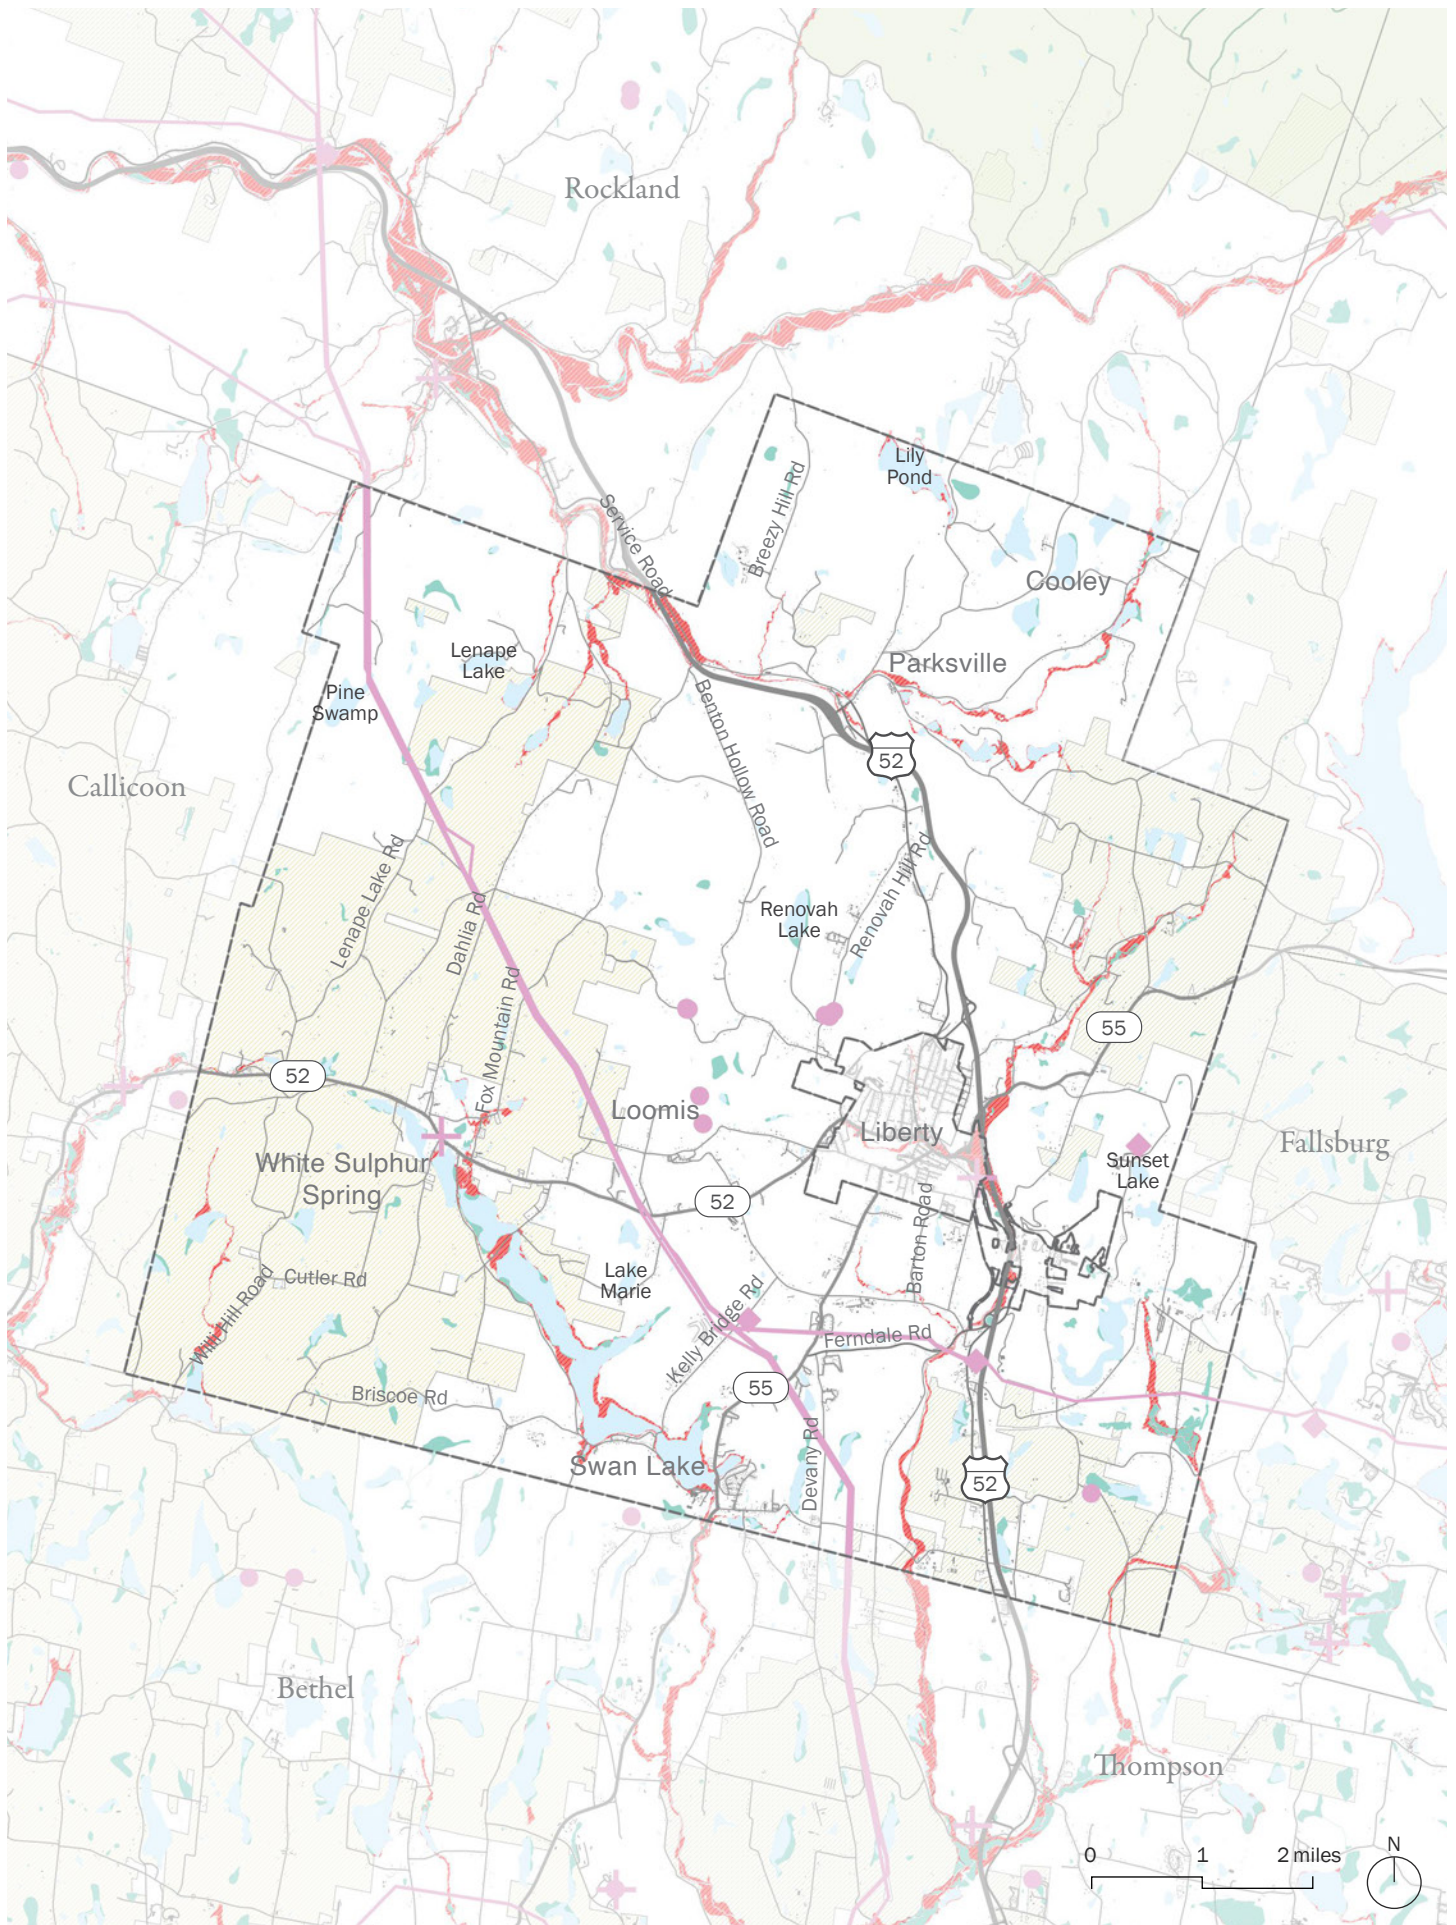 Rockland
Lily
Pond
Service Road
Breezy Hill Rd
Cooley
Lenape
Lake
Parksville
Pine
Swamp
Benton Hollow Road
52
Callicoon
Lenape Lake Rd
Dahlia Rd
Renovah
Lake
Renovah Hill Rd
Fox Mountain Rd
55
52
Loomis
Liberty
Fallsburg
White Sulphur
Spring
Sunset
Lake
52
Barton Road
Lake
Marie
Cutler Rd
Willi Hill Road
Kelly Bridge Rd
Ferndale Rd
55
Briscoe Rd
Devany Rd
Swan Lake
52
Bethel
Thompson
0 1 2 miles
N